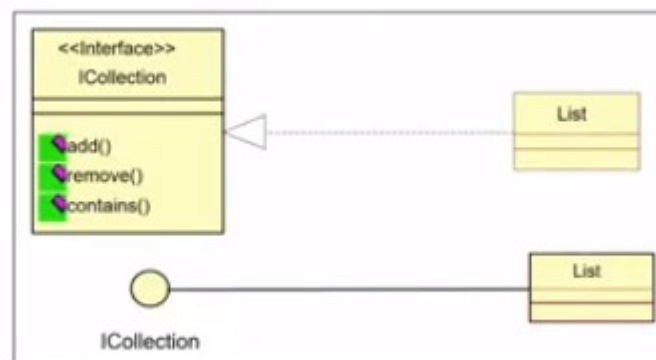 <<Interface>>
ICollection
add()
remove()
contains()
List
List
ICollection